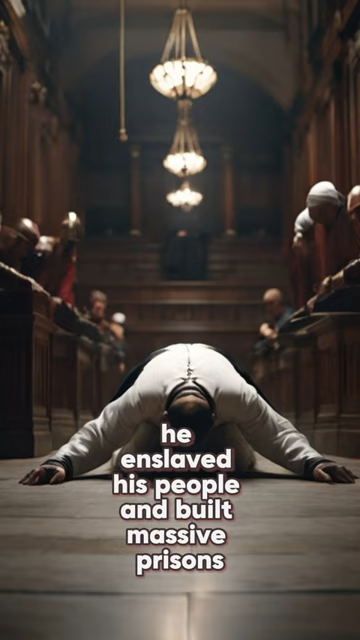 he
enslaved
his people
and built
massive
prisons